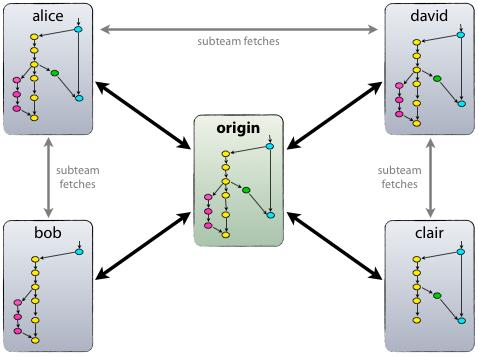 alice
david
subteam fetches
origin
subteam
fetches
subteam
fetches
bob
clair